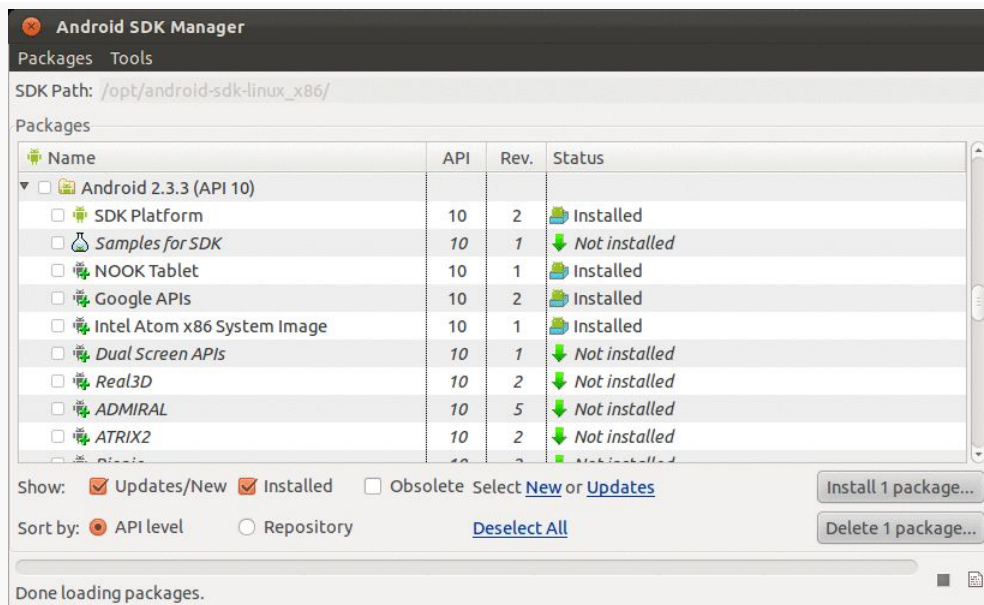 Android SDK Manager
Packages Tools
SDK Path: /opt/android-sdk-linux_x86/
Packages
Name API Rev. Status
Android 2.3.3 (API 10)
SDK Platform 10 2 Installed
Samples for SDK 10 1 Not installed
NOOK Tablet 10 1 Installed
Google APIs 10 2 Installed
Intel Atom x86 System Image 10 1 Installed
Dual Screen APIs 10 1 Not installed
Real3D 10 2 Not installed
ADMIRAL 10 5 Not installed
ATRIX2 10 2 Not installed
Show: Updates/New Installed Obsolete Select New or Updates Install 1 package...
Sort by: API level Repository Deselect All Delete 1 package...
Done loading packages.